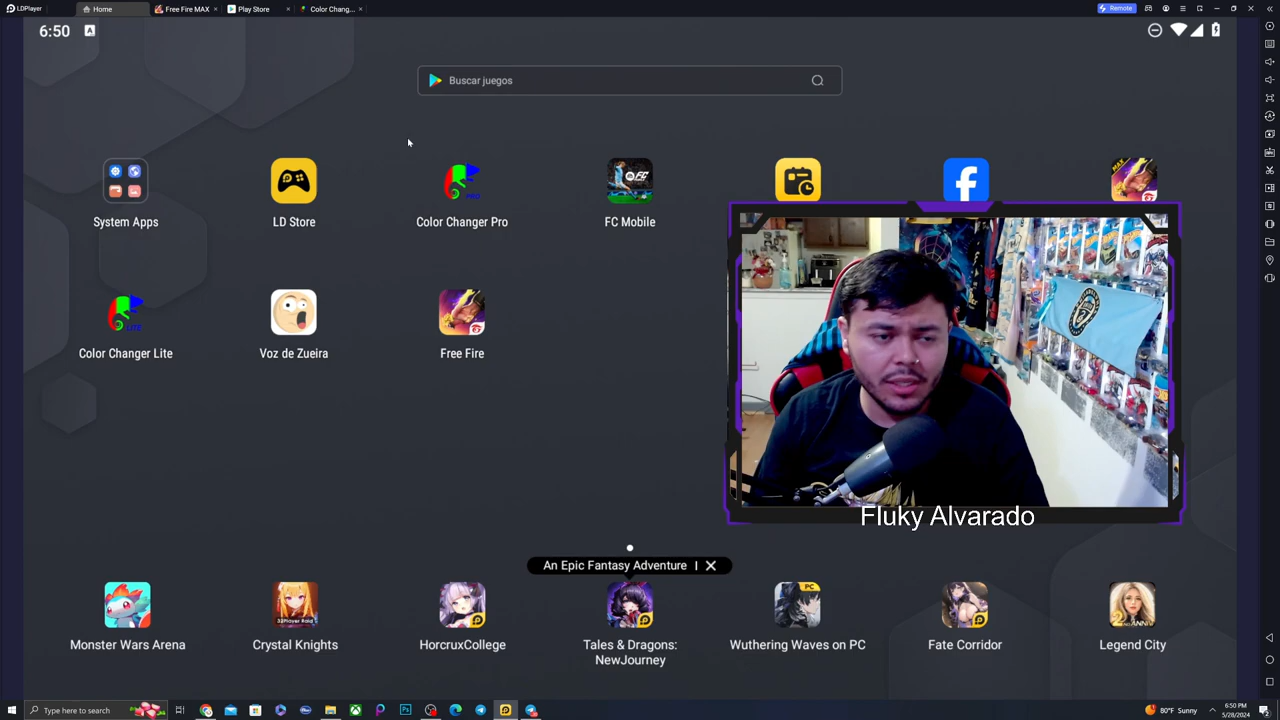 LDPlayer
Home
Free Fire MAX
Play Store
Color Chang...
Remote
6:50
Buscar juegos
System Apps
LD Store
Color Changer Pro
FC Mobile
Color Changer Lite
Voz de Zueira
Free Fire
Fluky Alvarado
An Epic Fantasy Adventure
Monster Wars Arena
Crystal Knights
HorcruxCollege
Tales & Dragons:
NewJourney
Wuthering Waves on PC
Fate Corridor
Legend City
Type here to search
80°F Sunny
6:50 PM
5/28/2024